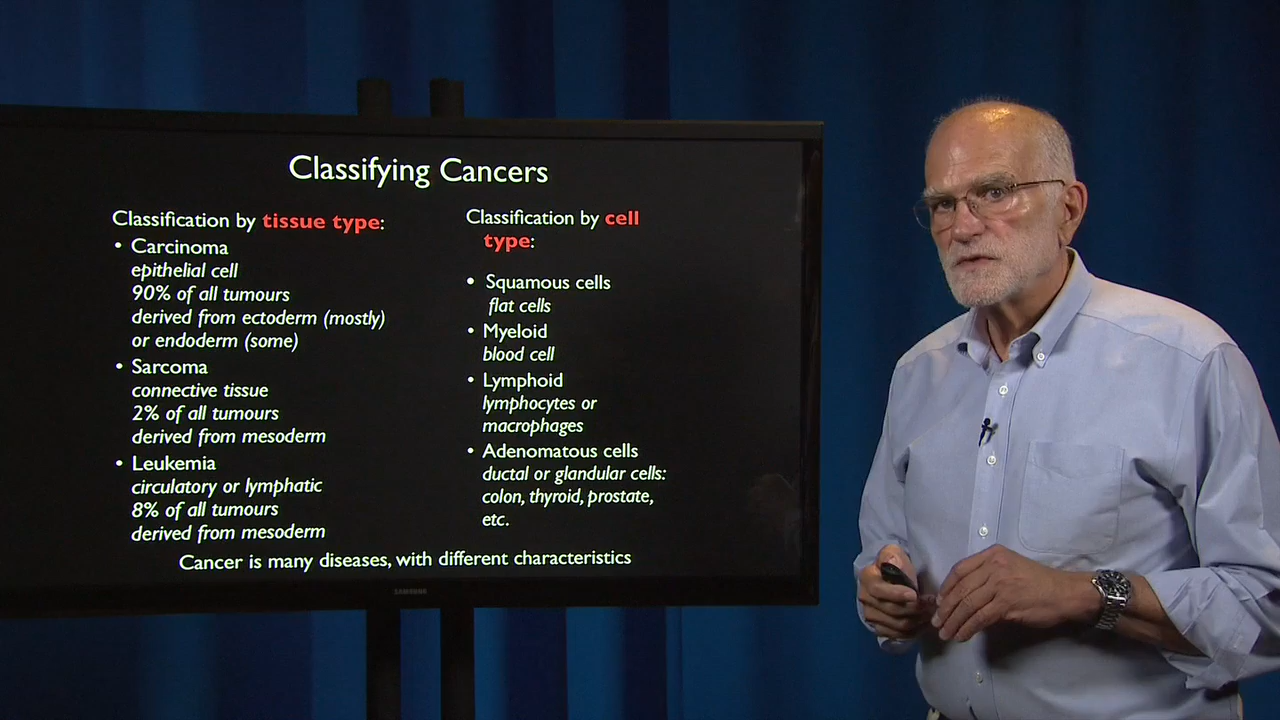 Classifying Cancers
Classification by tissue type:
• Carcinoma
epithelial cell
90% of all tumours
derived from ectoderm (mostly)
or endoderm (some)
• Sarcoma
connective tissue
2% of all tumours
derived from mesoderm
• Leukemia
circulatory or lymphatic
8% of all tumours
derived from mesoderm
Classification by cell
type:
• Squamous cells
flat cells
• Myeloid
blood cell
• Lymphoid
lymphocytes or
macrophages
• Adenomatous cells
ductal or glandular cells:
colon, thyroid, prostate,
etc.
Cancer is many diseases, with different characteristics
SAMSUNG